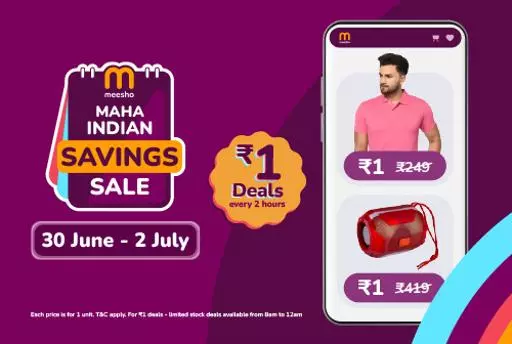 meesho
MAHA
INDIAN
SAVINGS
SALE
30 June - 2 July
₹1
Deals
every 2 hours
meesho
₹1 ₹249
₹1 ₹419
Each price is for 1 unit. T&C apply. For ₹1 deals - limited stock deals available from 8am to 12am